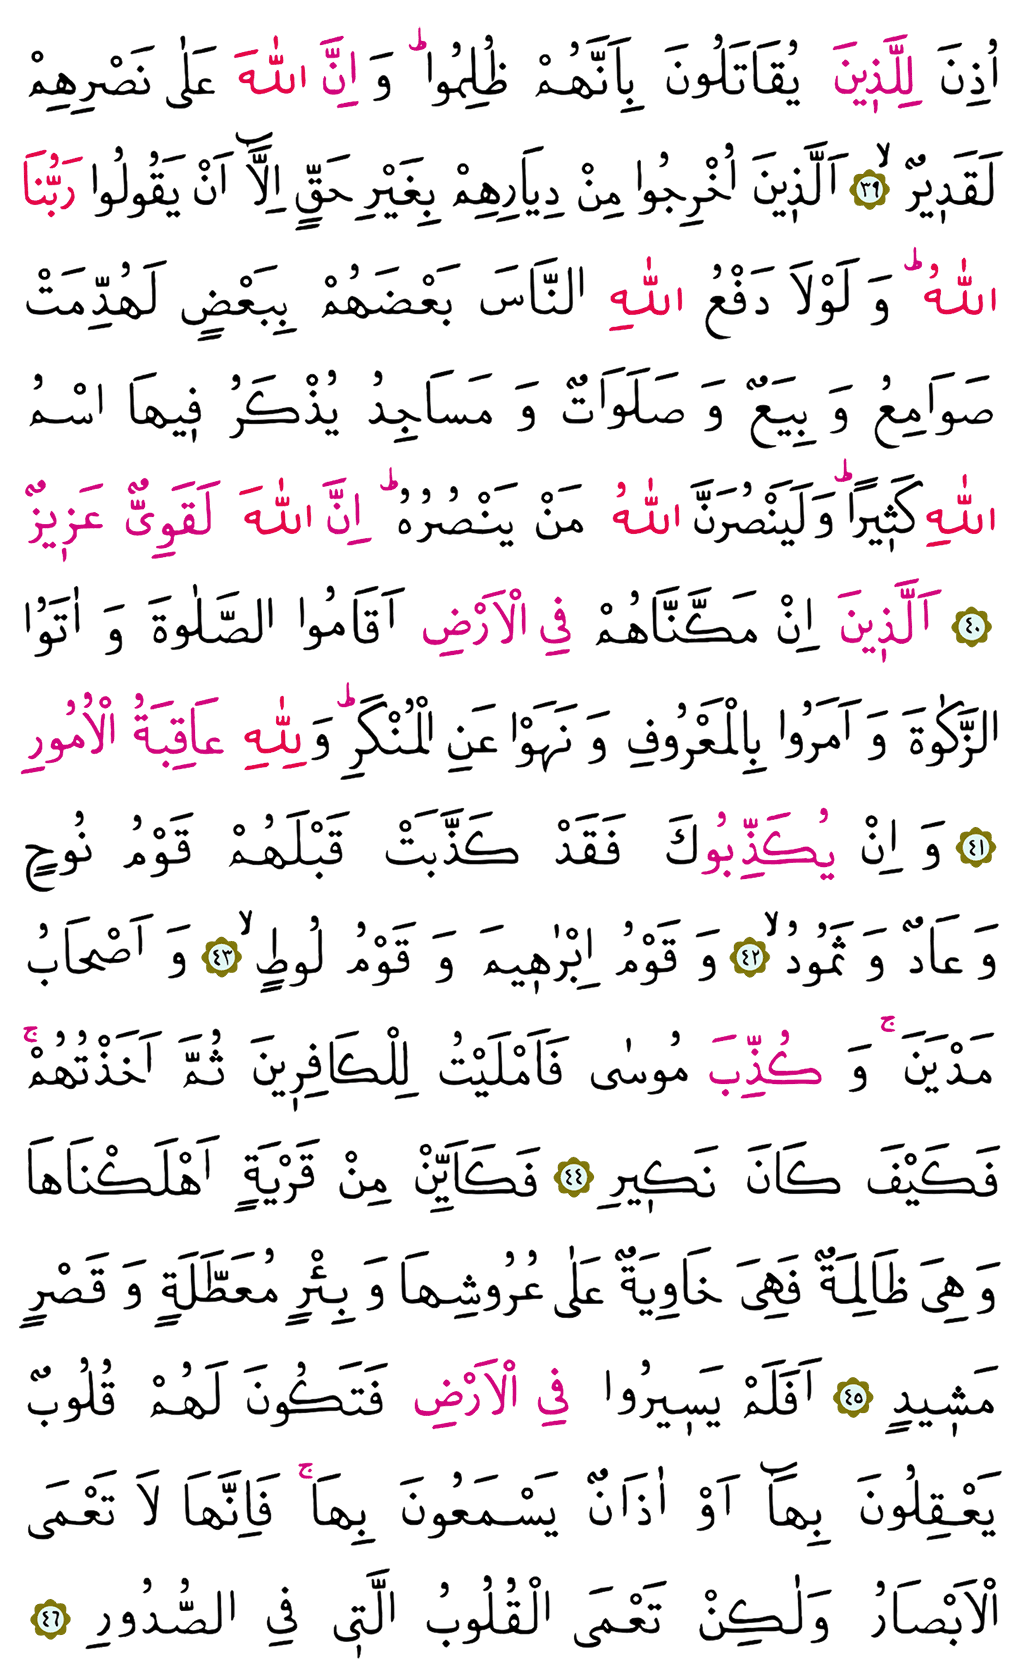 اُذِنَ لِلَّذٖينَ يُقَاتَلُونَ بِاَنَّهُمْ ظُلِمُوا ؕ وَ اِنَّ اللّٰهَ عَلٰى نَصْرِهِمْ
لَقَدٖيرٌ ۙ ﴿٣٩﴾ اَلَّذٖينَ اُخْرِجُوا مِنْ دِيَارِهِمْ بِغَيْرِ حَقٍّ اِلَّٓا اَنْ يَقُولُوا رَبُّنَا
اللّٰهُ ؕ وَ لَوْلَا دَفْعُ اللّٰهِ النَّاسَ بَعْضَهُمْ بِبَعْضٍ لَهُدِّمَتْ
صَوَامِعُ وَ بِيَعٌ وَ صَلَوَاتٌ وَ مَسَاجِدُ يُذْكَرُ فٖيهَا اسْمُ
اللّٰهِ كَثٖيرًا ؕ وَلَيَنْصُرَنَّ اللّٰهُ مَنْ يَنْصُرُهُ ؕ اِنَّ اللّٰهَ لَقَوِىٌّ عَزٖيزٌ
﴿٤٠﴾ اَلَّذٖينَ اِنْ مَكَّنَّاهُمْ فِى الْاَرْضِ اَقَامُوا الصَّلٰوةَ وَ اٰتَوُا
الزَّكٰوةَ وَ اَمَرُوا بِالْمَعْرُوفِ وَ نَهَوْا عَنِ الْمُنْكَرِ ؕ وَلِلّٰهِ عَاقِبَةُ الْاُمُورِ
﴿٤١﴾ وَ اِنْ يُكَذِّبُوكَ فَقَدْ كَذَّبَتْ قَبْلَهُمْ قَوْمُ نُوحٍ
وَ عَادٌ وَ ثَمُودُ ۙ ﴿٤٢﴾ وَ قَوْمُ اِبْرٰهٖيمَ وَ قَوْمُ لُوطٍ ۙ ﴿٤٣﴾ وَ اَصْحَابُ
مَدْيَنَ ۚ وَ كُذِّبَ مُوسٰى فَاَمْلَيْتُ لِلْكَافِرٖينَ ثُمَّ اَخَذْتُهُمْ ۚ
فَكَيْفَ كَانَ نَكٖيرِ ﴿٤٤﴾ فَكَاَيِّنْ مِنْ قَرْيَةٍ اَهْلَكْنَاهَا
وَ هِىَ ظَالِمَةٌ فَهِىَ خَاوِيَةٌ عَلٰى عُرُوشِهَا وَ بِئْرٍ مُعَطَّلَةٍ وَ قَصْرٍ
مَشٖيدٍ ﴿٤٥﴾ اَفَلَمْ يَسٖيرُوا فِى الْاَرْضِ فَتَكُونَ لَهُمْ قُلُوبٌ
يَعْقِلُونَ بِهَٓا اَوْ اٰذَانٌ يَسْمَعُونَ بِهَا ۚ فَاِنَّهَا لَا تَعْمَى
الْاَبْصَارُ وَلٰكِنْ تَعْمَى الْقُلُوبُ الَّتٖى فِى الصُّدُورِ ﴿٤٦﴾